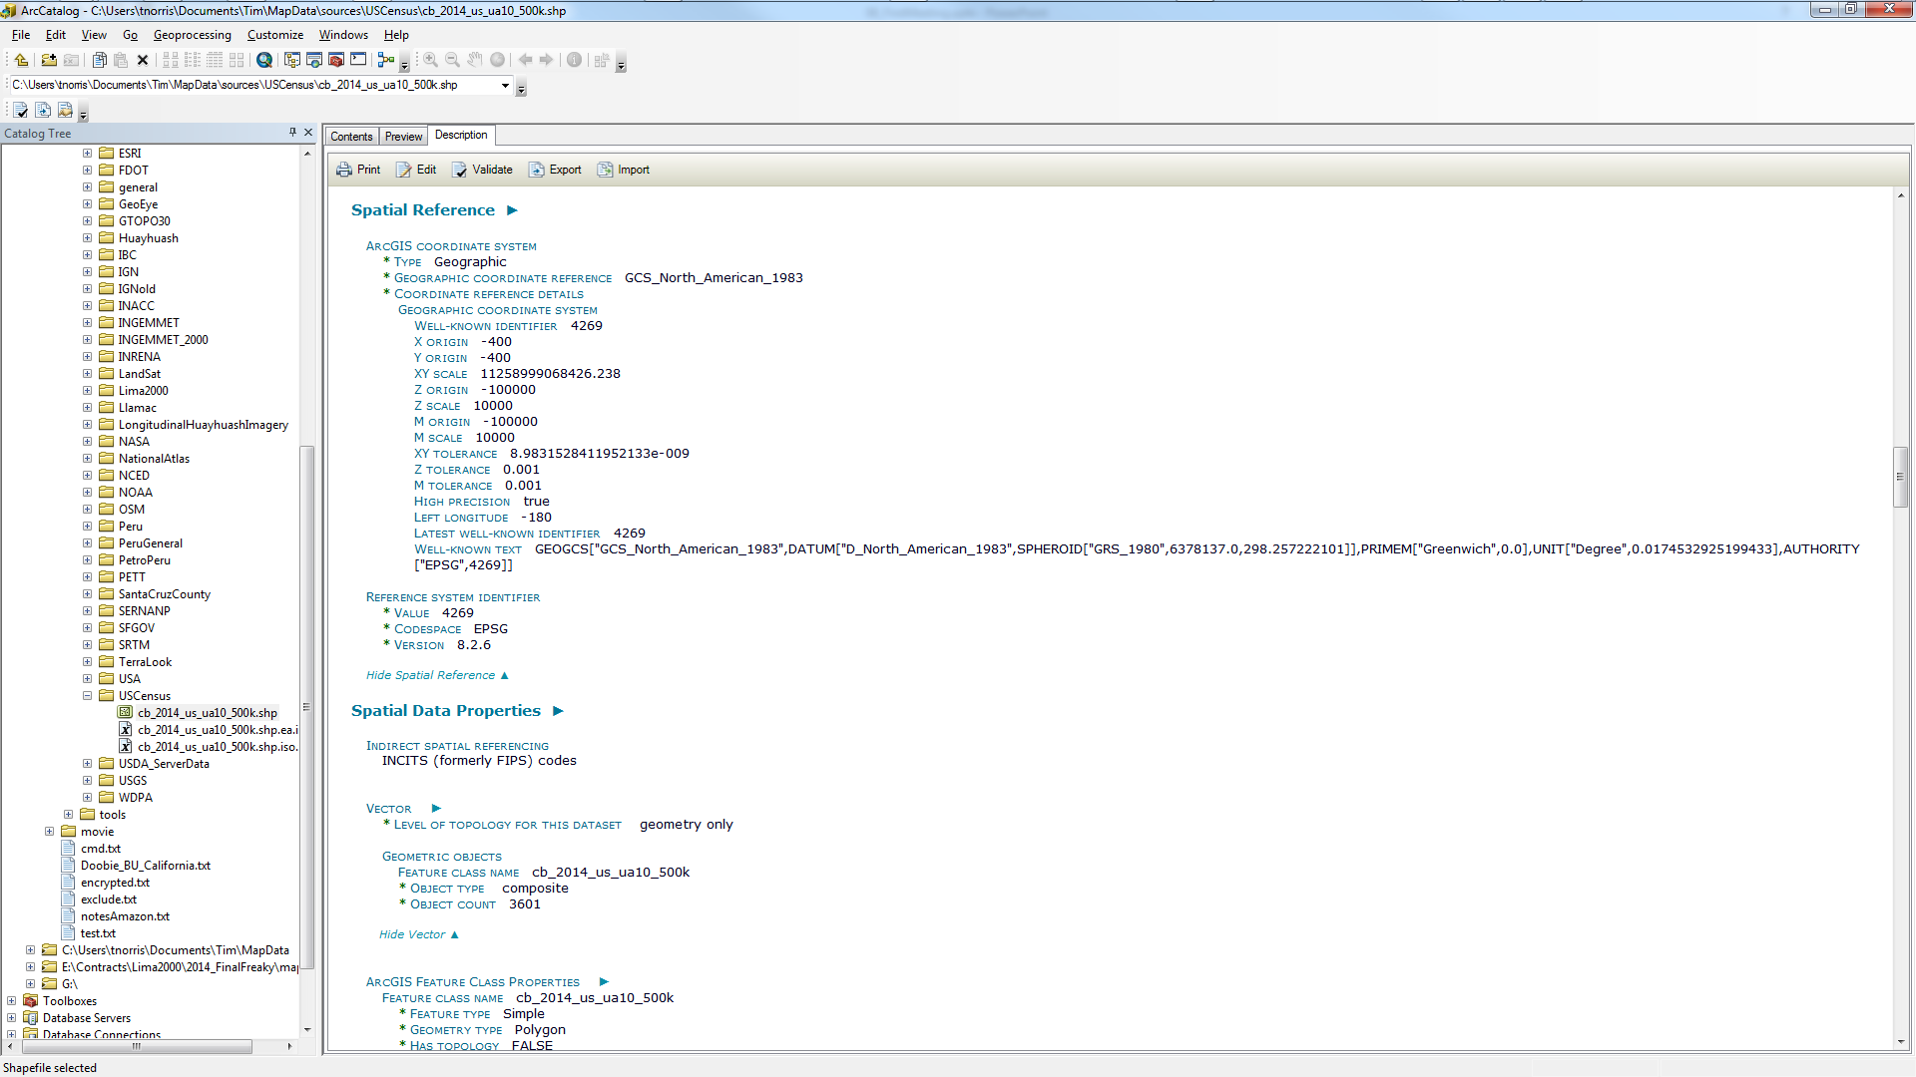 ArcCatalog - C:\Users\tnorris\Documents\Tim\MapData\sources\USCensus\cb_2014_us_ua10_500k.shp
File Edit View Go Geoprocessing Customize Windows Help
C:\Users\tnorris\Documents\Tim\MapData\sources\USCensus\cb_2014_us_ua10_500k.shp
Catalog Tree
ESRI
FDOT
general
GeoEye
GTOPO30
Huayhuash
IBC
IGN
IGNold
INACC
INGEMMET
INGEMMET_2000
INRENA
LandSat
Lima2000
Llamac
LongitudinalHuayhuashImagery
NASA
NationalAtlas
NCED
NOAA
OSM
Peru
PeruGeneral
PetroPeru
PETT
SantaCruzCounty
SERNANP
SFGOV
SRTM
TerraLook
USA
USCensus
cb_2014_us_ua10_500k.shp
cb_2014_us_ua10_500k.shp.ea.i
cb_2014_us_ua10_500k.shp.iso.
USDA_ServerData
USGS
WDPA
tools
movie
cmd.txt
Doobie_BU_California.txt
encrypted.txt
exclude.txt
notesAmazon.txt
test.txt
C:\Users\tnorris\Documents\Tim\MapData
E:\Contracts\Lima2000\2014_FinalFreaky\map
G:\
Toolboxes
Database Servers
Database Connections
Contents Preview Description
Print Edit Validate Export Import
Spatial Reference ►
ARCGIS COORDINATE SYSTEM
* TYPE Geographic
* GEOGRAPHIC COORDINATE REFERENCE GCS_North_American_1983
* COORDINATE REFERENCE DETAILS
GEOGRAPHIC COORDINATE SYSTEM
WELL-KNOWN IDENTIFIER 4269
X ORIGIN -400
Y ORIGIN -400
XY SCALE 11258999068426.238
Z ORIGIN -100000
Z SCALE 10000
M ORIGIN -100000
M SCALE 10000
XY TOLERANCE 8.9831528411952133e-009
Z TOLERANCE 0.001
M TOLERANCE 0.001
HIGH PRECISION true
LEFT LONGITUDE -180
LATEST WELL-KNOWN IDENTIFIER 4269
WELL-KNOWN TEXT GEOGCS["GCS_North_American_1983",DATUM["D_North_American_1983",SPHEROID["GRS_1980",6378137.0,298.257222101]],PRIMEM["Greenwich",0.0],UNIT["Degree",0.0174532925199433],AUTHORITY
["EPSG",4269]]
REFERENCE SYSTEM IDENTIFIER
* VALUE 4269
* CODESPACE EPSG
* VERSION 8.2.6
Hide Spatial Reference ▲
Spatial Data Properties ►
INDIRECT SPATIAL REFERENCING
INCITS (formerly FIPS) codes
VECTOR ►
* LEVEL OF TOPOLOGY FOR THIS DATASET geometry only
GEOMETRIC OBJECTS
FEATURE CLASS NAME cb_2014_us_ua10_500k
* OBJECT TYPE composite
* OBJECT COUNT 3601
Hide Vector ▲
ARCGIS FEATURE CLASS PROPERTIES ►
FEATURE CLASS NAME cb_2014_us_ua10_500k
* FEATURE TYPE Simple
* GEOMETRY TYPE Polygon
* HAS TOPOLOGY FALSE
Shapefile selected